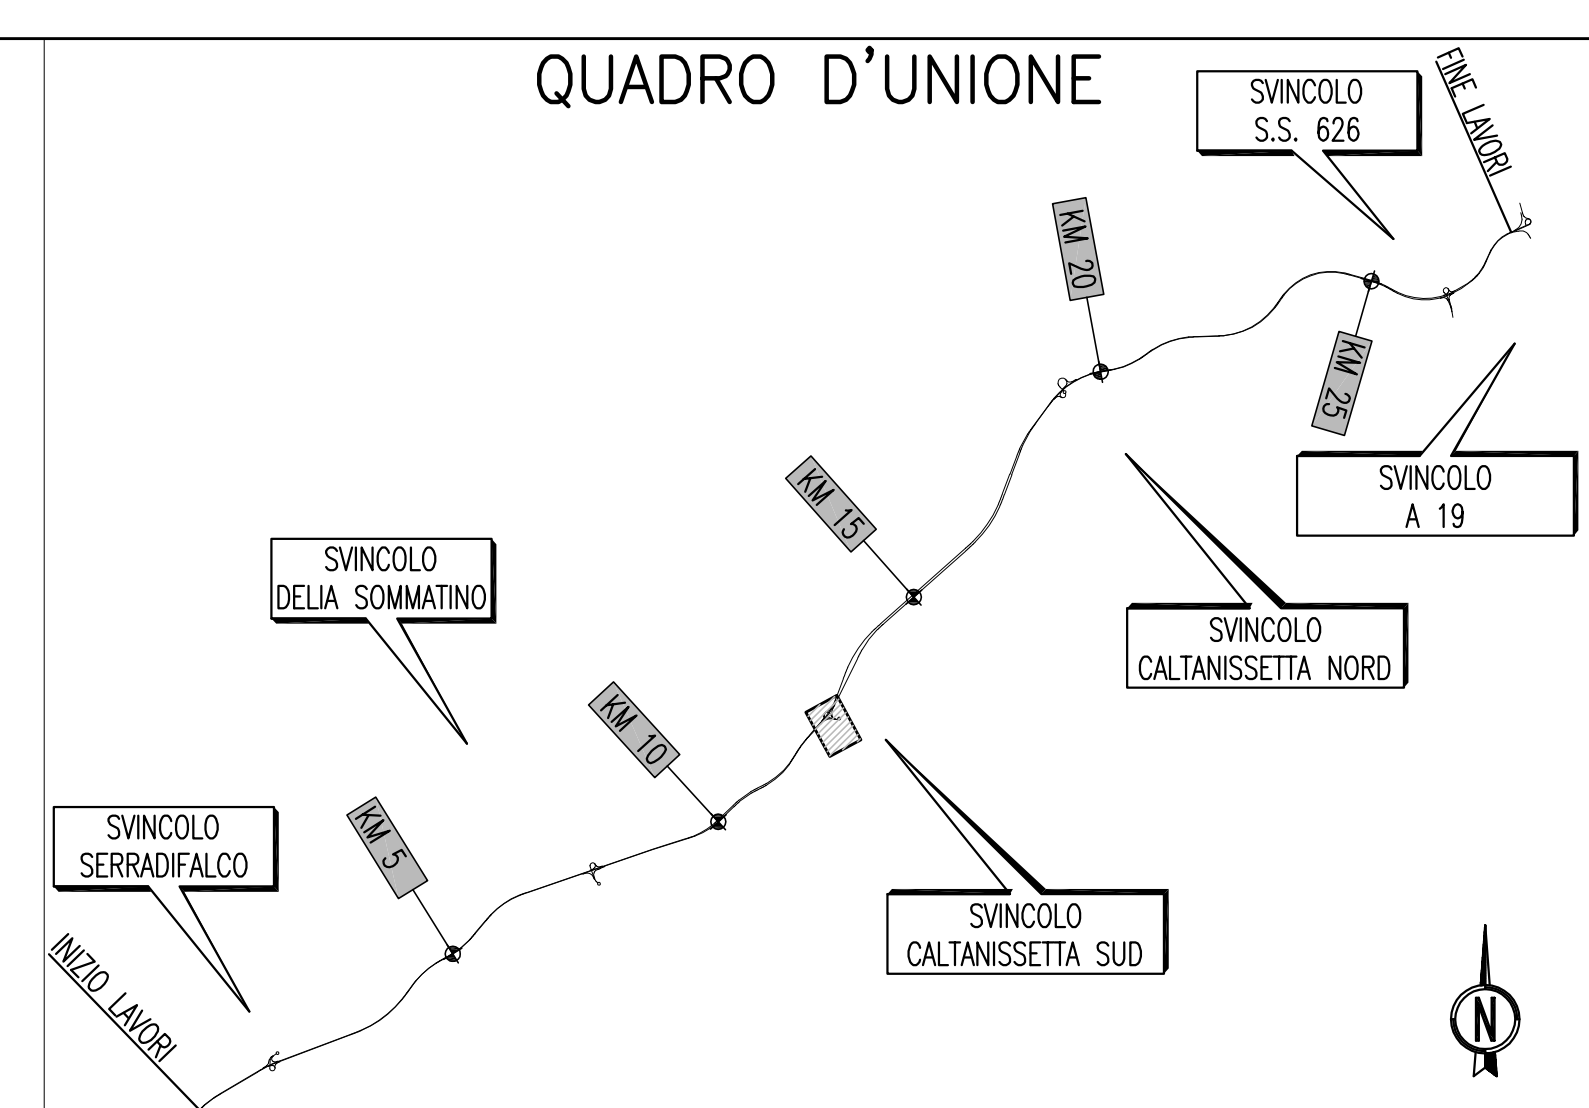 QUADRO D'UNIONE
SVINCOLO
S.S. 626
FINE LAVORI
KM 20
KM 25
SVINCOLO
A 19
KM 15
SVINCOLO
DELIA SOMMATINO
SVINCOLO
CALTANISSETTA NORD
KM 10
KM 5
SVINCOLO
SERRADIFALCO
SVINCOLO
CALTANISSETTA SUD
INIZIO LAVORI
N